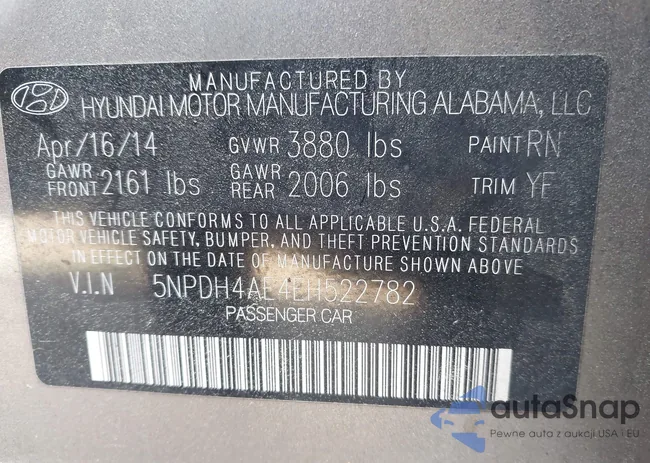 MANUFACTURED BY
HYUNDAI MOTOR MANUFACTURING ALABAMA, LLC
Apr/16/14 GVWR 3880 lbs PAINT RN
GAWR FRONT 2161 lbs GAWR REAR 2006 lbs TRIM YF
THIS VEHICLE CONFORMS TO ALL APPLICABLE U.S.A. FEDERAL
MOTOR VEHICLE SAFETY, BUMPER, AND THEFT PREVENTION STANDARDS
IN EFFECT ON THE DATE OF MANUFACTURE SHOWN ABOVE
V.I.N 5NPDH4AE4EH522782
PASSENGER CAR
autaSnap
Pewne auta z aukcji USA i EU